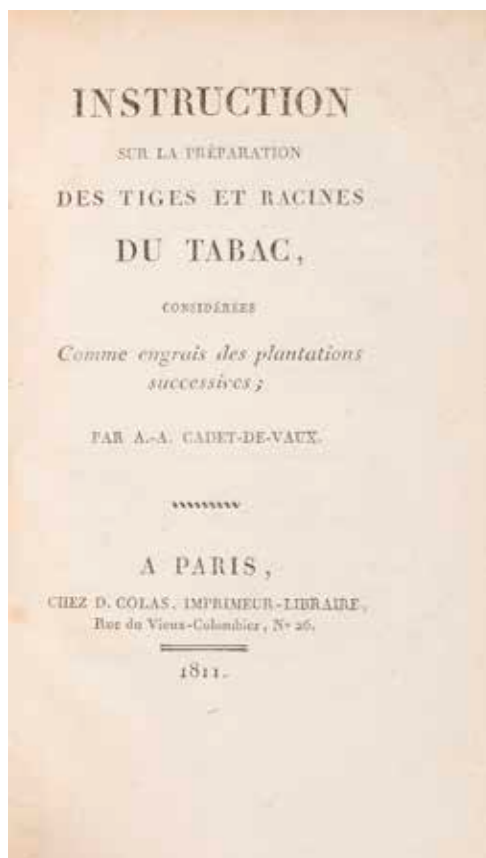 INSTRUCTION
SUR LA PRÉPARATION
DES TIGES ET RACINES
DU TABAC,
CONSIDÉRÉES
Comme engrais des plantations
successives ;
PAR A.-A. CADET-DE-VAUX.
A PARIS,
CHEZ D. COLAS, IMPRIMEUR-LIBRAIRE,
Rue du Vieux-Colombier, N° 26.
1811.